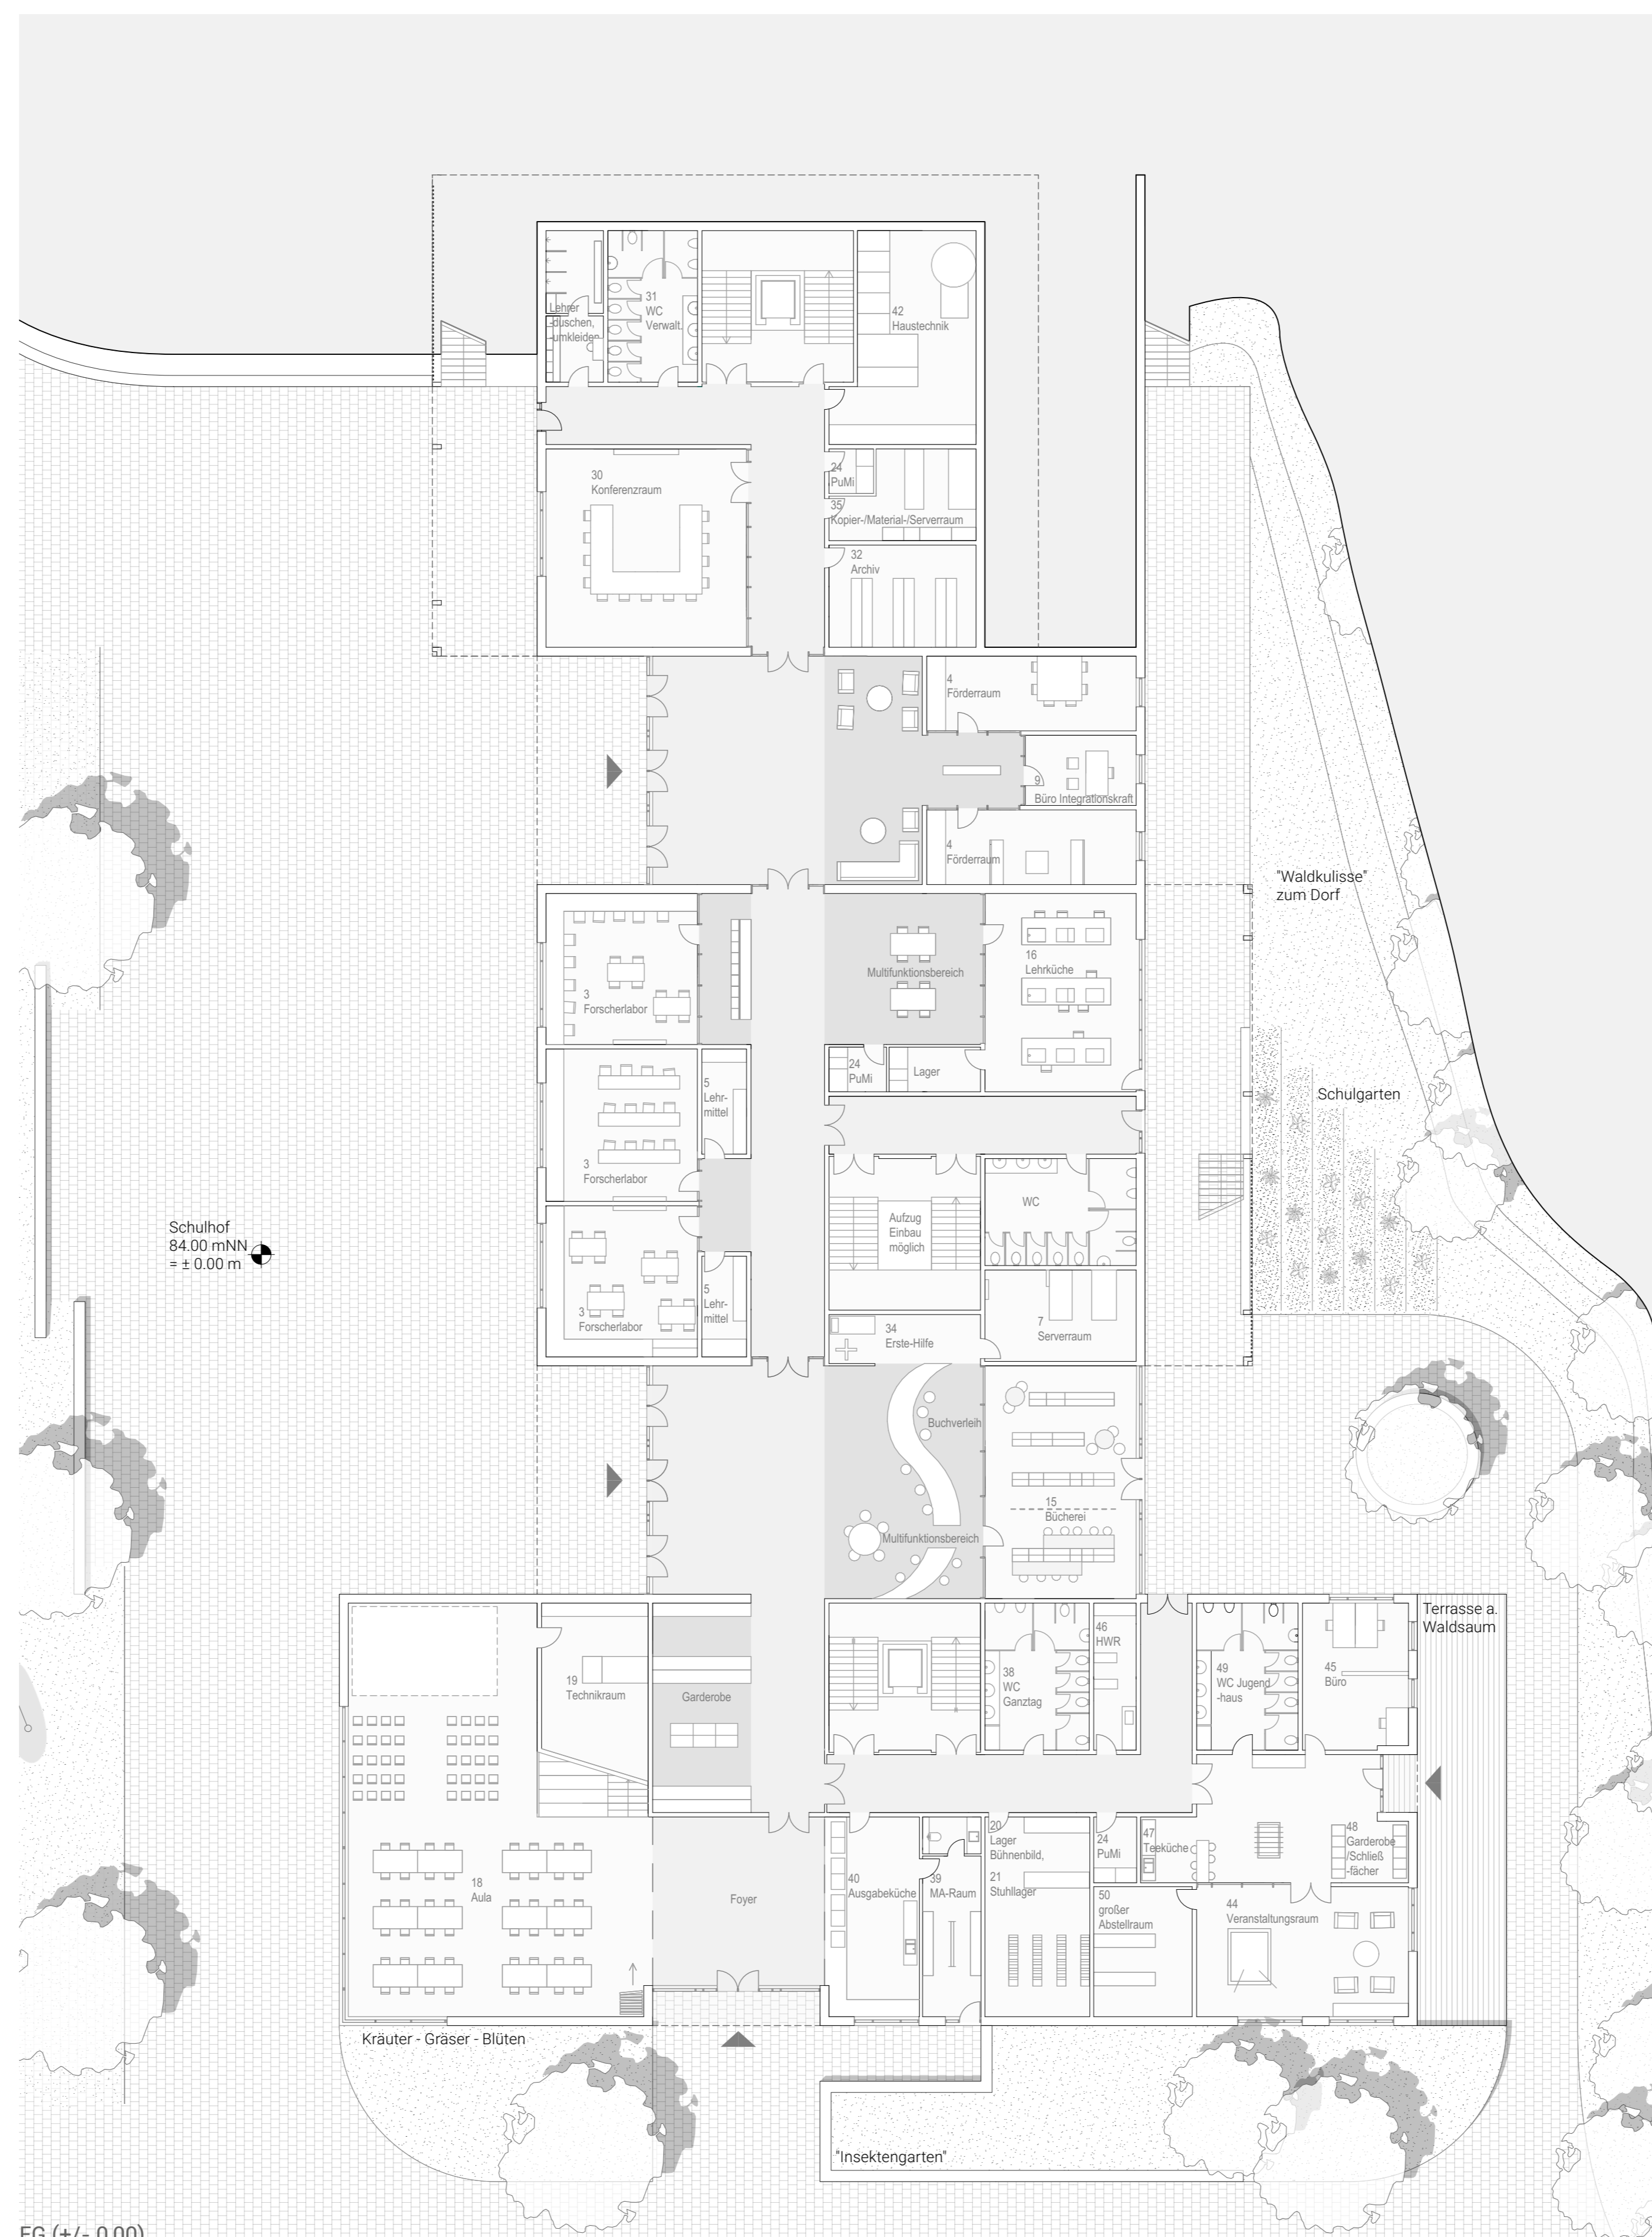 Lehrer
-duschen,
-umkleiden
31
WC
Verwalt.
42
Haustechnik
30
Konferenzraum
24
PuMi
35
Kopier-/Material-/Serverraum
32
Archiv
4
Förderraum
9
Büro Integrationskraft
4
Förderraum
"Waldkulisse"
zum Dorf
3
Forscherlabor
Multifunktionsbereich
16
Lehrküche
24
PuMi
Lager
5
Lehr-
mittel
Schulgarten
3
Forscherlabor
WC
Aufzug
Einbau
möglich
Schulhof
84.00 mNN
= ± 0.00 m
5
Lehr-
mittel
3
Forscherlabor
34
Erste-Hilfe
7
Serverraum
Buchverleih
15
Bücherei
Multifunktionsbereich
Terrasse a.
Waldsaum
19
Technikraum
Garderobe
38
WC
Ganztag
46
HWR
49
WC Jugend
-haus
45
Büro
18
Aula
Foyer
40
Ausgabeküche
39
MA-Raum
20
Lager
Bühnenbild,
21
Stuhllager
24
PuMi
47
Teeküche
48
Garderobe
/Schließ
-fächer
50
großer
Abstellraum
44
Veranstaltungsraum
Kräuter - Gräser - Blüten
"Insektengarten"
EG (+/- 0.00)